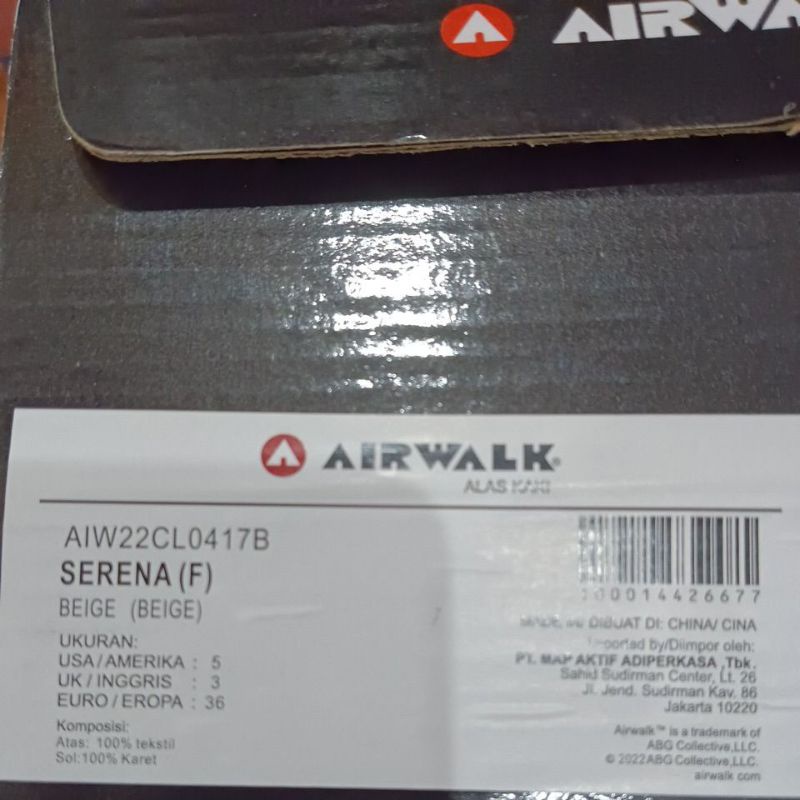 AIRWA
AIRWALK
ALAS KAKI
AIW22CL0417B
SERENA (F)
BEIGE (BEIGE)
UKURAN:
USA / AMERIKA : 5
UK / INGGRIS : 3
EURO / EROPA : 36
Komposisi:
Atas: 100% tekstil
Sol:100% Karet
00014426677
DIBUAT DI: CHINA/ CINA
Imported by/Diimpor oleh:
PT. MAP AKTIF ADIPERKASA ,Tbk.
Sahid Sudirman Center, Lt. 26
Jl. Jend. Sudirman Kav. 86
Jakarta 10220
Airwalk™ is a trademark of
ABG Collective,LLC.
© 2022ABG Collective,LLC.
airwalk com